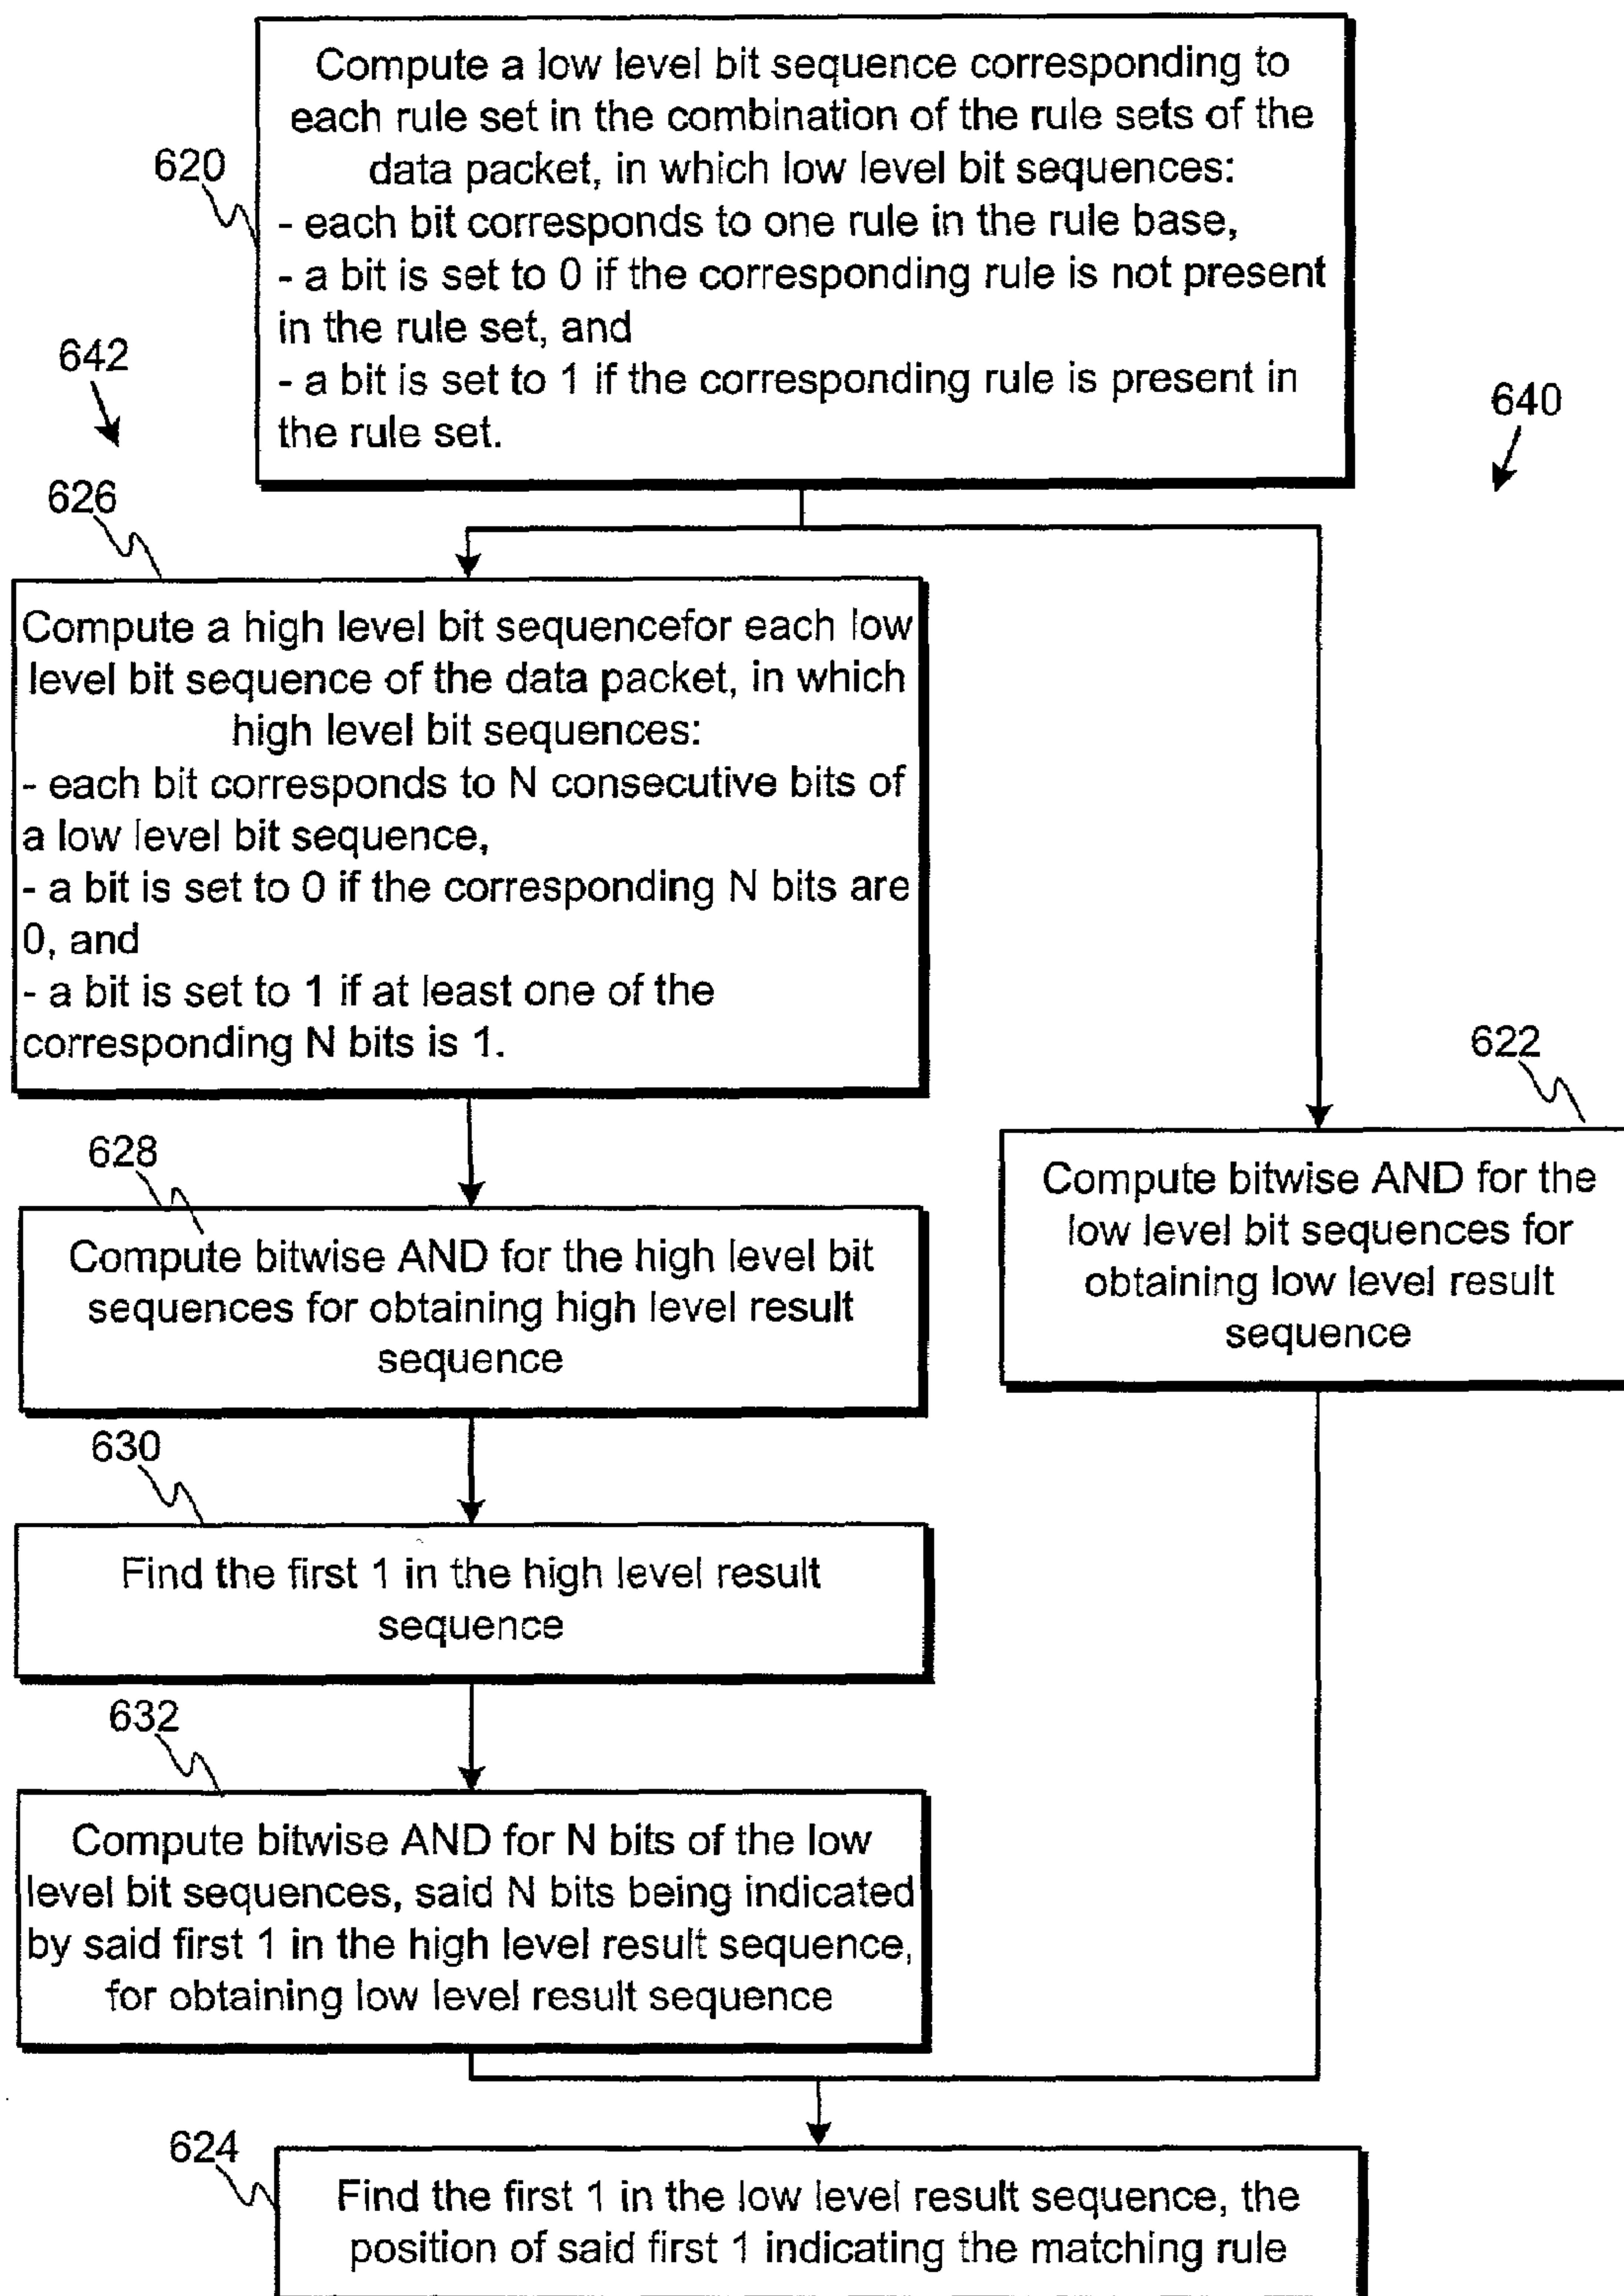 Compute a low level bit sequence corresponding to
each rule set in the combination of the rule sets of the
data packet, in which low level bit sequences:
- each bit corresponds to one rule in the rule base,
- a bit is set to 0 if the corresponding rule is not present
in the rule set, and
- a bit is set to 1 if the corresponding rule is present in
the rule set.
620
642
640
626
Compute a high level bit sequencefor each low
level bit sequence of the data packet, in which
high level bit sequences:
- each bit corresponds to N consecutive bits of
a low level bit sequence,
- a bit is set to 0 if the corresponding N bits are
0, and
- a bit is set to 1 if at least one of the
corresponding N bits is 1.
622
Compute bitwise AND for the
low level bit sequences for
obtaining low level result
sequence
628
Compute bitwise AND for the high level bit
sequences for obtaining high level result
sequence
630
Find the first 1 in the high level result
sequence
632
Compute bitwise AND for N bits of the low
level bit sequences, said N bits being indicated
by said first 1 in the high level result sequence,
for obtaining low level result sequence
624
Find the first 1 in the low level result sequence, the
position of said first 1 indicating the matching rule